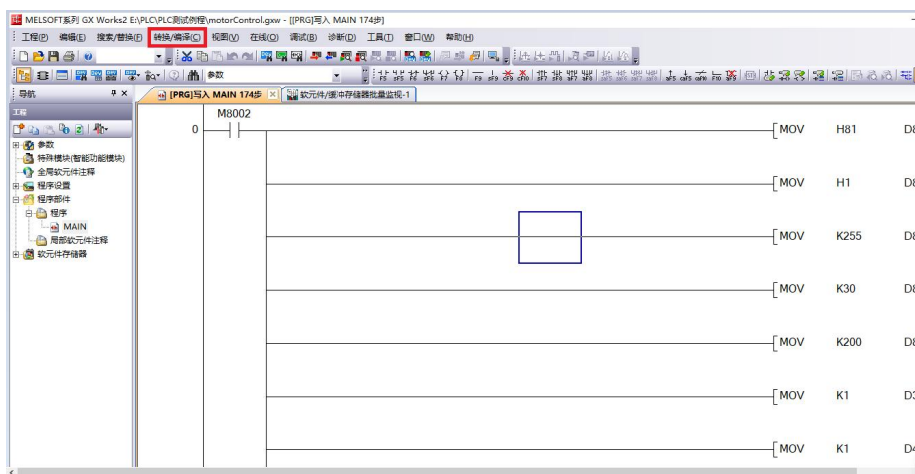 MELSOFT系列 GX Works2 E:\PLC\PLC测试例程\motorControl.gxw - [[PRG]写入 MAIN 174步]
工程(P) 编辑(E) 搜索/替换(F) 转换/编译(C) 视图(V) 在线(O) 调试(B) 诊断(D) 工具(T) 窗口(W) 帮助(H)
参数
导航
[PRG]写入 MAIN 174步
软元件/缓冲存储器批量监视-1
工程
参数
特殊模块(智能功能模块)
全局软元件注释
程序设置
程序部件
程序
MAIN
局部软元件注释
软元件存储器
M8002
0
MOV H81 D8
MOV H1 D8
MOV K255 D8
MOV K30 D8
MOV K200 D8
MOV K1 D3
MOV K1 D4